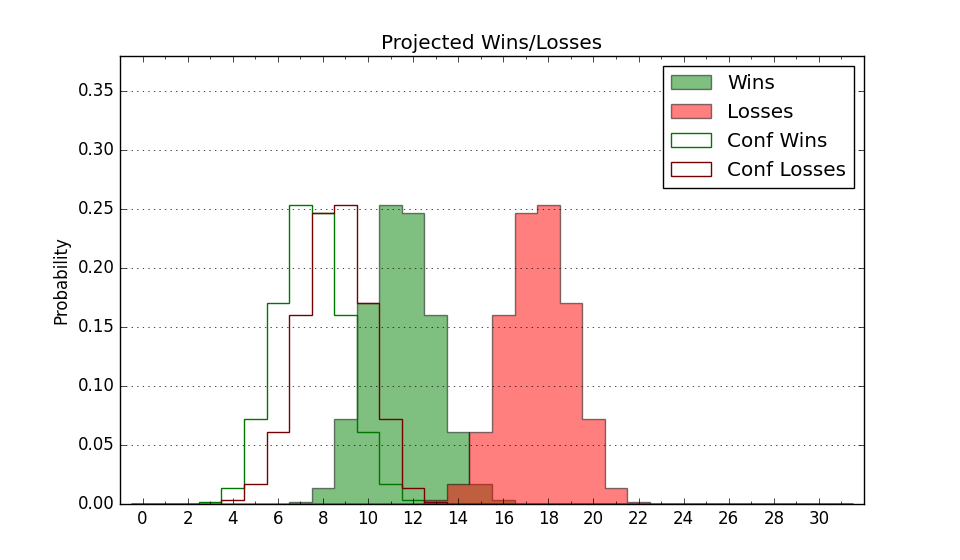 Projected Wins/Losses
Wins
Losses
Conf Wins
Conf Losses
Probability
0.35
0.30
0.25
0.20
0.15
0.10
0.05
0.00
0 2 4 6 8 10 12 14 16 18 20 22 24 26 28 30